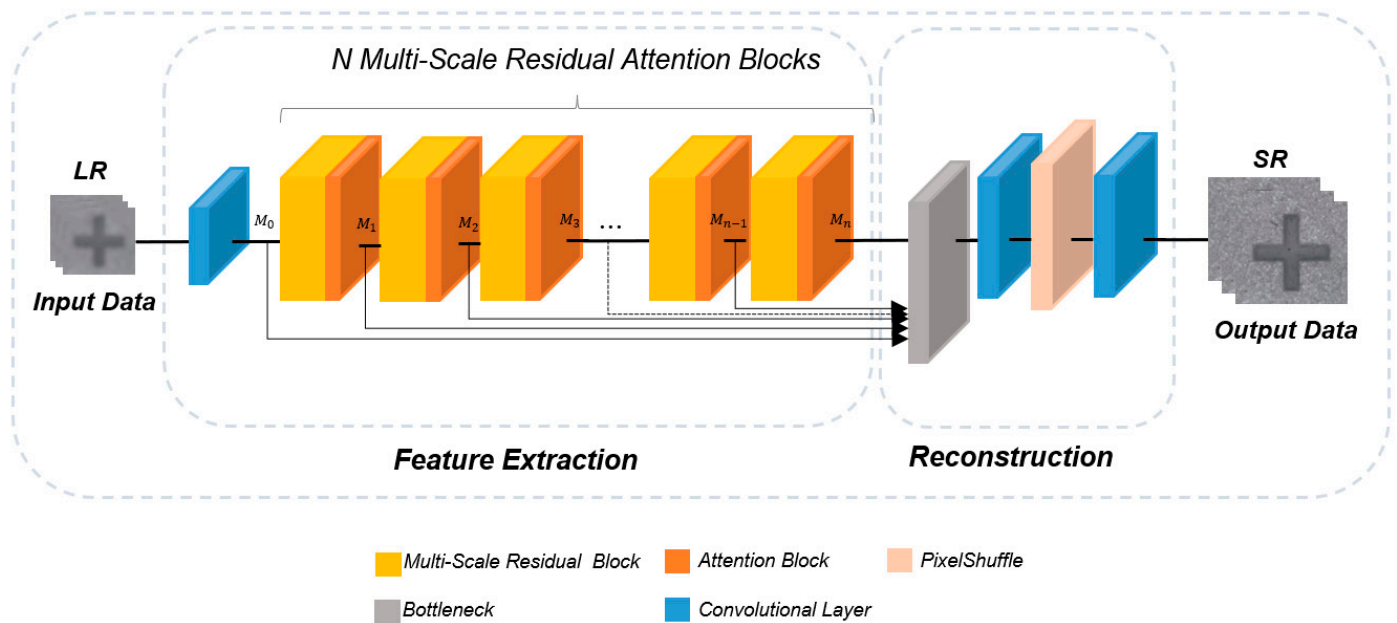 N Multi-Scale Residual Attention Blocks
LR
SR
M₀
M₁
M₂
M₃
...
Mₙ₋₁
Mₙ
Input Data
Output Data
Feature Extraction
Reconstruction
Multi-Scale Residual Block
Attention Block
PixelShuffle
Bottleneck
Convolutional Layer